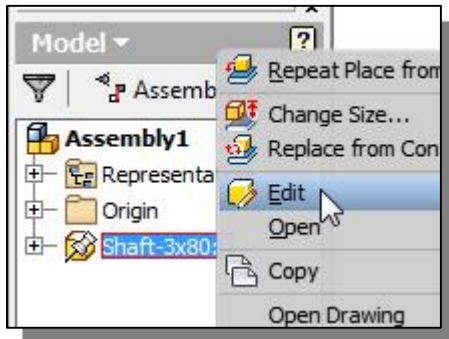 Model
?
Repeat Place from
Assemb
Change Size...
Assembly1
Replace from Con
Representa
Edit
Origin
Open
Shaft-3x80:
Copy
Open Drawing